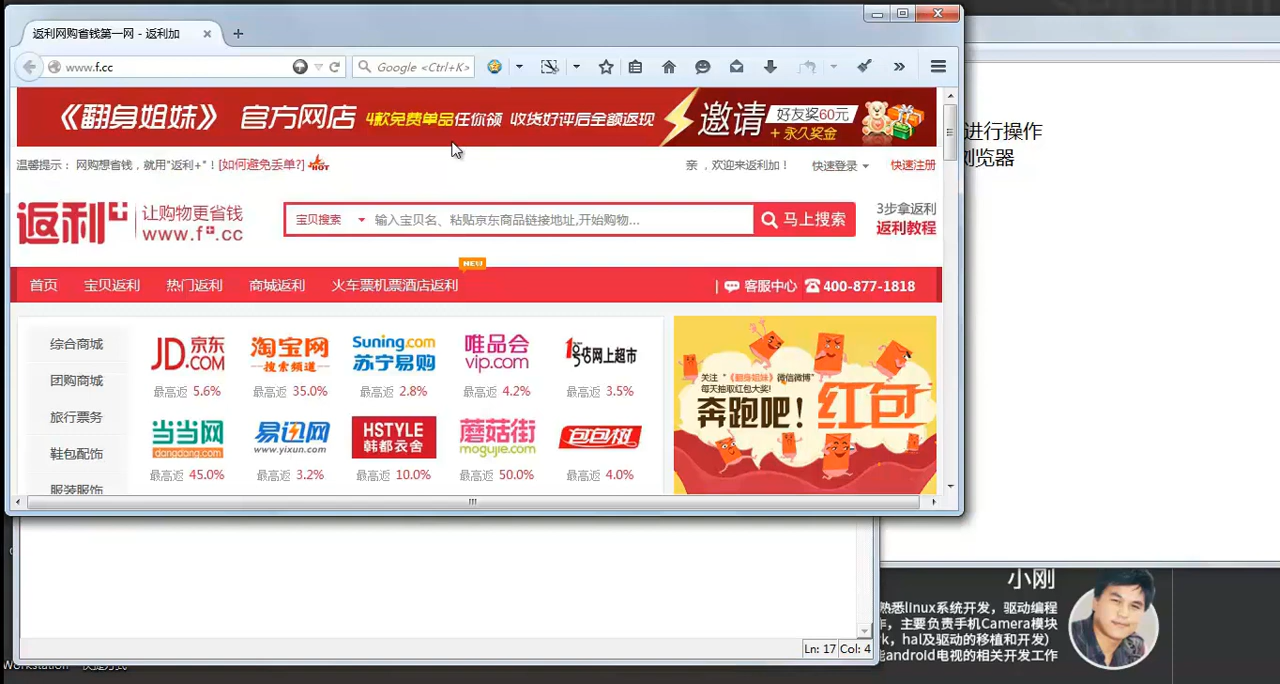 返利网购省钱第一网 - 返利加
www.f.cc
Google <Ctrl+K>
《翻身姐妹》 官方网店 4款免费单品任你领 收货好评后全额返现 邀请 好友奖60元
+ 永久奖金
温馨提示： 网购想省钱，就用"返利+"！[如何避免丢单?] HOT
亲 ，欢迎来返利加！ 快速登录 快速注册
返利 让购物更省钱
www.f.cc
宝贝搜索 输入宝贝名、粘贴京东商品链接地址,开始购物... 马上搜索
3步拿返利
返利教程
NEW
首页 宝贝返利 热门返利 商城返利 火车票机票酒店返利 | 客服中心 400-877-1818
综合商城
团购商城
旅行票务
鞋包配饰
服装服饰
JD 京东 .COM
淘宝网
搜索频道
Suning.com
苏宁易购
唯品会
vip.com
1号店网上超市
最高返 5.6% 最高返 35.0% 最高返 2.8% 最高返 4.2% 最高返 3.5%
当当网
dangdang.com
易迅网
www.yixun.com
HSTYLE
韩都衣舍
蘑菇街
mogujie.com
包包树
最高返 45.0% 最高返 3.2% 最高返 10.0% 最高返 50.0% 最高返 4.0%
关注 "《翻身姐妹》微信微博"
每天抽取红包大奖!
奔跑吧! 红包
进行操作
浏览器
Ln: 17 Col: 4
小刚
熟悉linux系统开发，驱动编程
，主要负责手机Camera模块
k，hal及驱动的移植和开发）
android电视的相关开发工作
Workstation 快捷方式